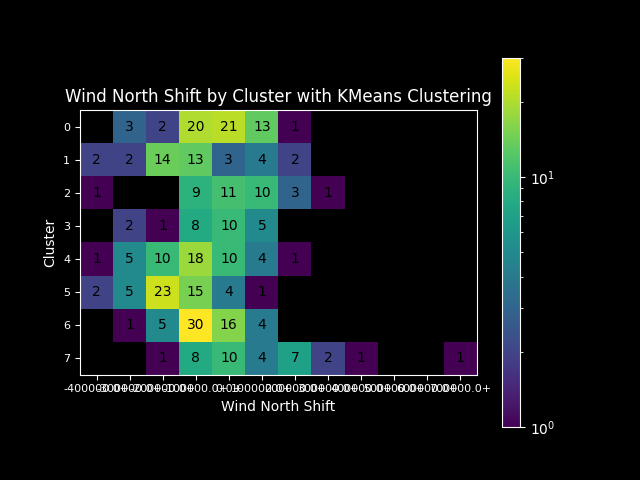 Wind North Shift by Cluster with KMeans Clustering
0 3 2 20 21 13 1
1 2 2 14 13 3 4 2
2 1 9 11 10 3 1
3 2 1 8 10 5
4 1 5 10 18 10 4 1
5 2 5 23 15 4 1
6 1 5 30 16 4
7 1 8 10 4 7 2 1 1
Cluster
Wind North Shift
10^1
10^0